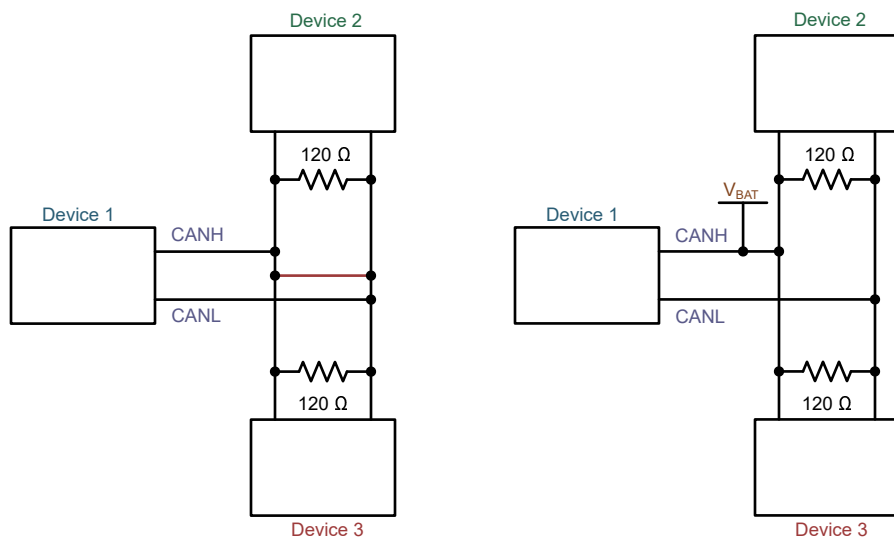 Device 2
120 Ω
Device 1
CANH
CANL
120 Ω
Device 3
Device 2
120 Ω
VBAT
Device 1
CANH
CANL
120 Ω
Device 3